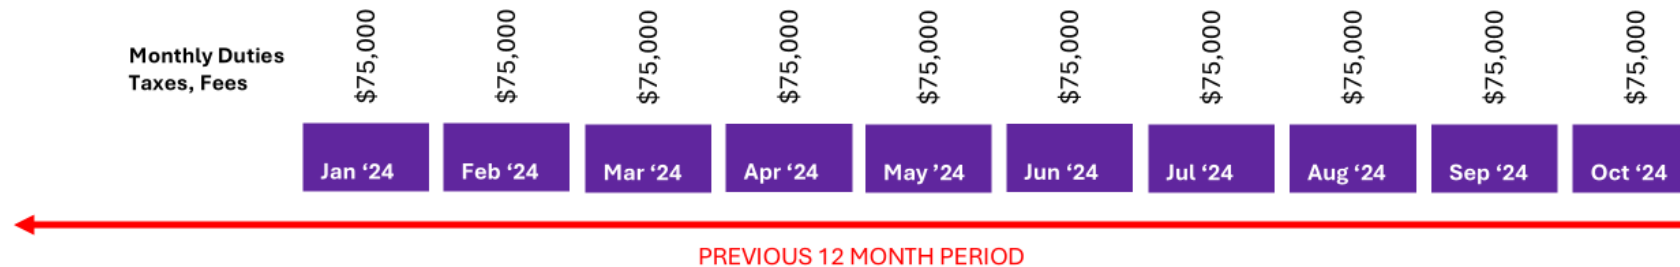 Monthly Duties
Taxes, Fees
$75,000
$75,000
$75,000
$75,000
$75,000
$75,000
$75,000
$75,000
$75,000
$75,000
Jan ‘24
Feb ‘24
Mar ‘24
Apr ‘24
May ’24
Jun ‘24
Jul ‘24
Aug ‘24
Sep ‘24
Oct ‘24
PREVIOUS 12 MONTH PERIOD